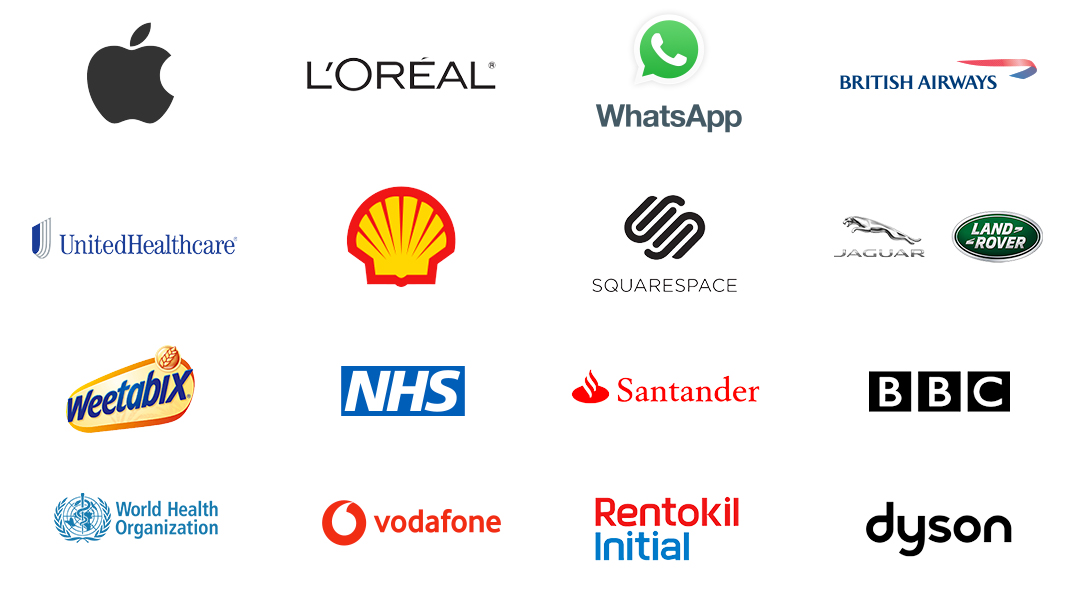 L'ORÉAL®
WhatsApp
BRITISH AIRWAYS
UnitedHealthcare®
SQUARESPACE
JAGUAR
LAND
ROVER
Weetabix®
NHS
Santander
BBC
World Health
Organization
vodafone
Rentokil
Initial
dyson